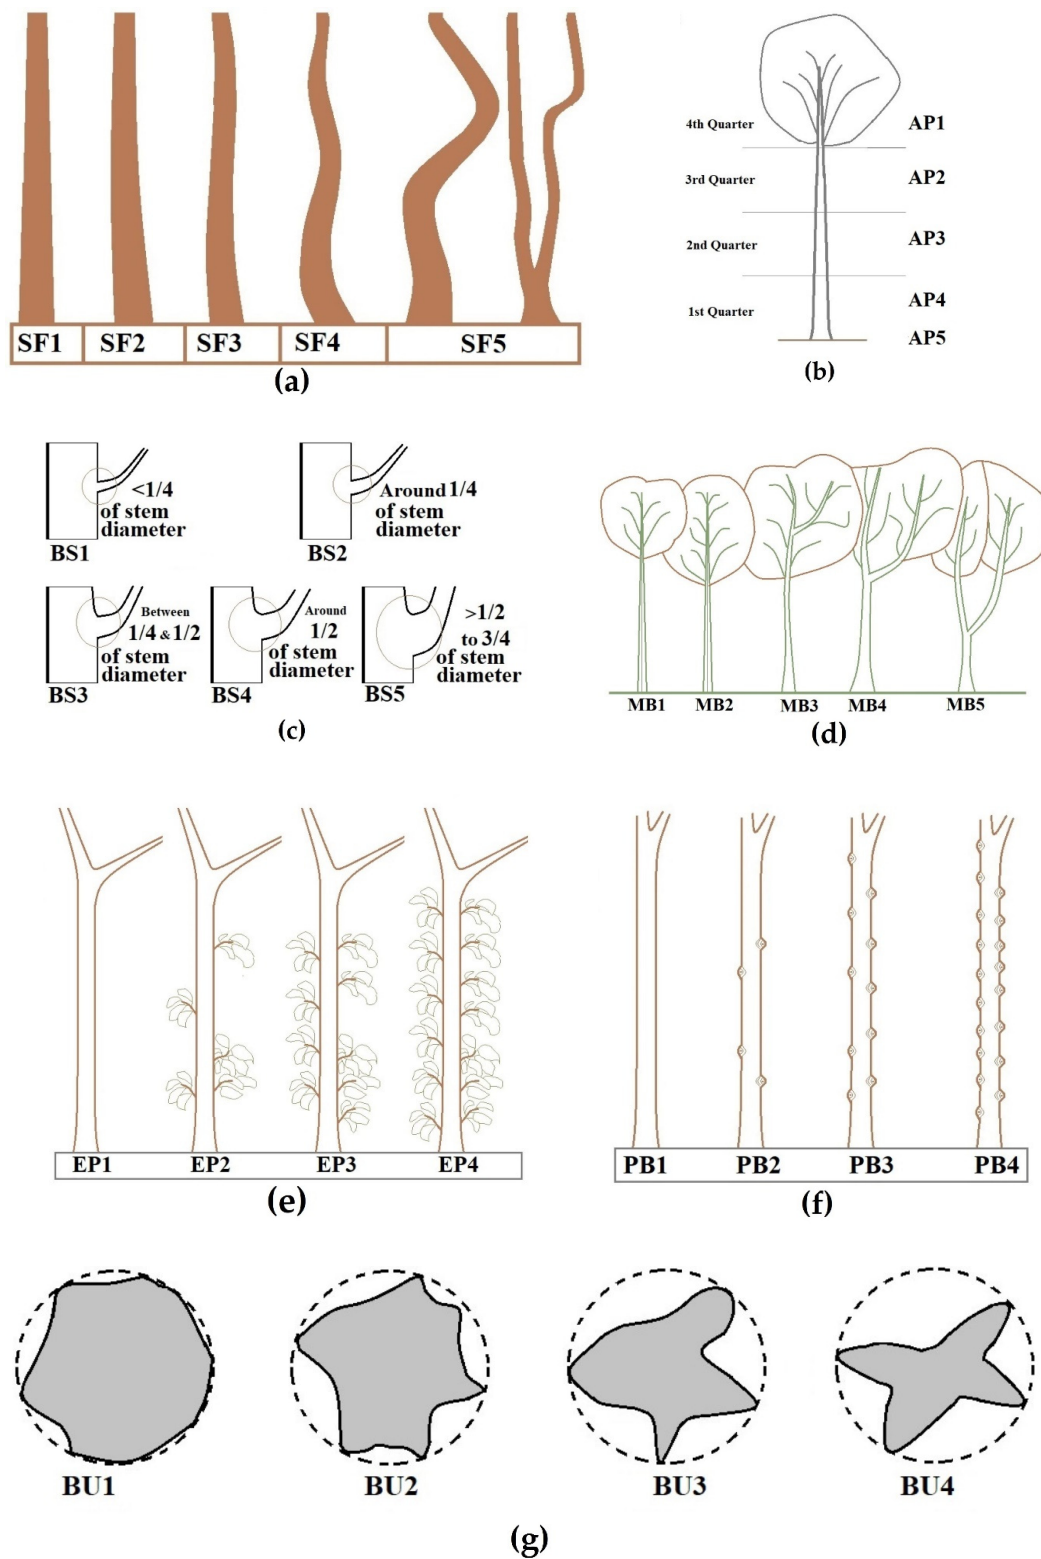 SF1 SF2 SF3 SF4 SF5
(a)
4th Quarter AP1
3rd Quarter AP2
2nd Quarter AP3
1st Quarter AP4
AP5
(b)
<1/4
of stem
diameter
BS1
Around 1/4
of stem
diameter
BS2
Between
1/4 & 1/2
of stem
diameter
BS3
Around
1/2
of stem
diameter
BS4
>1/2
to 3/4
of stem
diameter
BS5
(c)
MB1 MB2 MB3 MB4 MB5
(d)
EP1 EP2 EP3 EP4
(e)
PB1 PB2 PB3 PB4
(f)
BU1 BU2 BU3 BU4
(g)